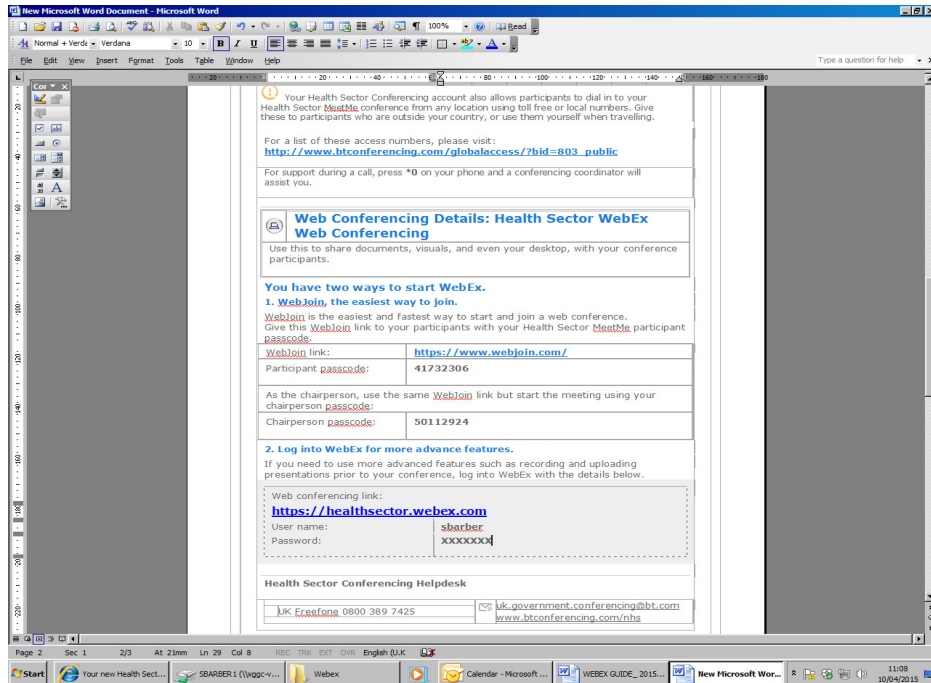 New Microsoft Word Document - Microsoft Word
100% Read
Normal + Verda Verdana 10 B I U
File Edit View Insert Format Tools Table Window Help Type a question for help
Your Health Sector Conferencing account also allows participants to dial in to your
Health Sector MeetMe conference from any location using toll free or local numbers. Give
these to participants who are outside your country, or use them yourself when travelling.
For a list of these access numbers, please visit:
http://www.btconferencing.com/globalaccess/?bid=803_public
For support during a call, press *0 on your phone and a conferencing coordinator will
assist you.
Web Conferencing Details: Health Sector WebEx
Web Conferencing
Use this to share documents, visuals, and even your desktop, with your conference
participants.
You have two ways to start WebEx.
1. WebJoin, the easiest way to join.
WebJoin is the easiest and fastest way to start and join a web conference.
Give this WebJoin link to your participants with your Health Sector MeetMe participant
passcode.
WebJoin link: https://www.webjoin.com/
Participant passcode: 41732306
As the chairperson, use the same WebJoin link but start the meeting using your
chairperson passcode:
Chairperson passcode: 50112924
2. Log into WebEx for more advance features.
If you need to use more advanced features such as recording and uploading
presentations prior to your conference, log into WebEx with the details below.
Web conferencing link:
https://healthsector.webex.com
User name: sbarber
Password: xxxxxxx
Health Sector Conferencing Helpdesk
UK Freefone 0800 389 7425
uk.government.conferencing@bt.com
www.btconferencing.com/nhs
Page 2 Sec 1 2/3 At 21mm Ln 29 Col 8 REC TRK EXT OVR English (U.K
Start Your new Health Sect... SBARBER1 (\\xggc-v... Webex Calendar - Microsoft ... WEBEX GUIDE_ 2015... New Microsoft Wor... 11:08
10/04/2015